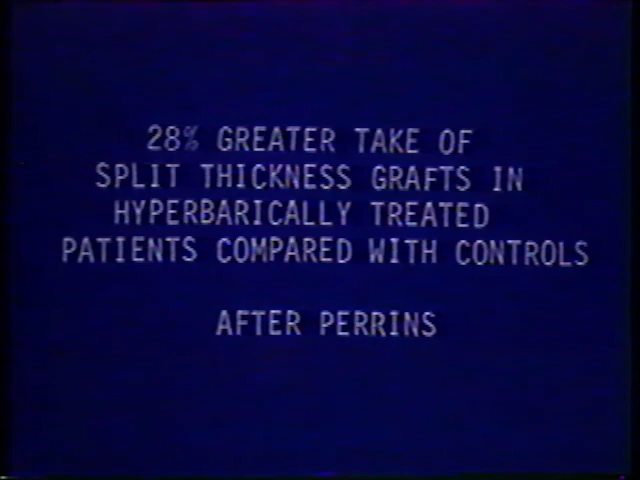 28% GREATER TAKE OF
SPLIT THICKNESS GRAFTS IN
HYPERBARICALLY TREATED
PATIENTS COMPARED WITH CONTROLS
AFTER PERRINS